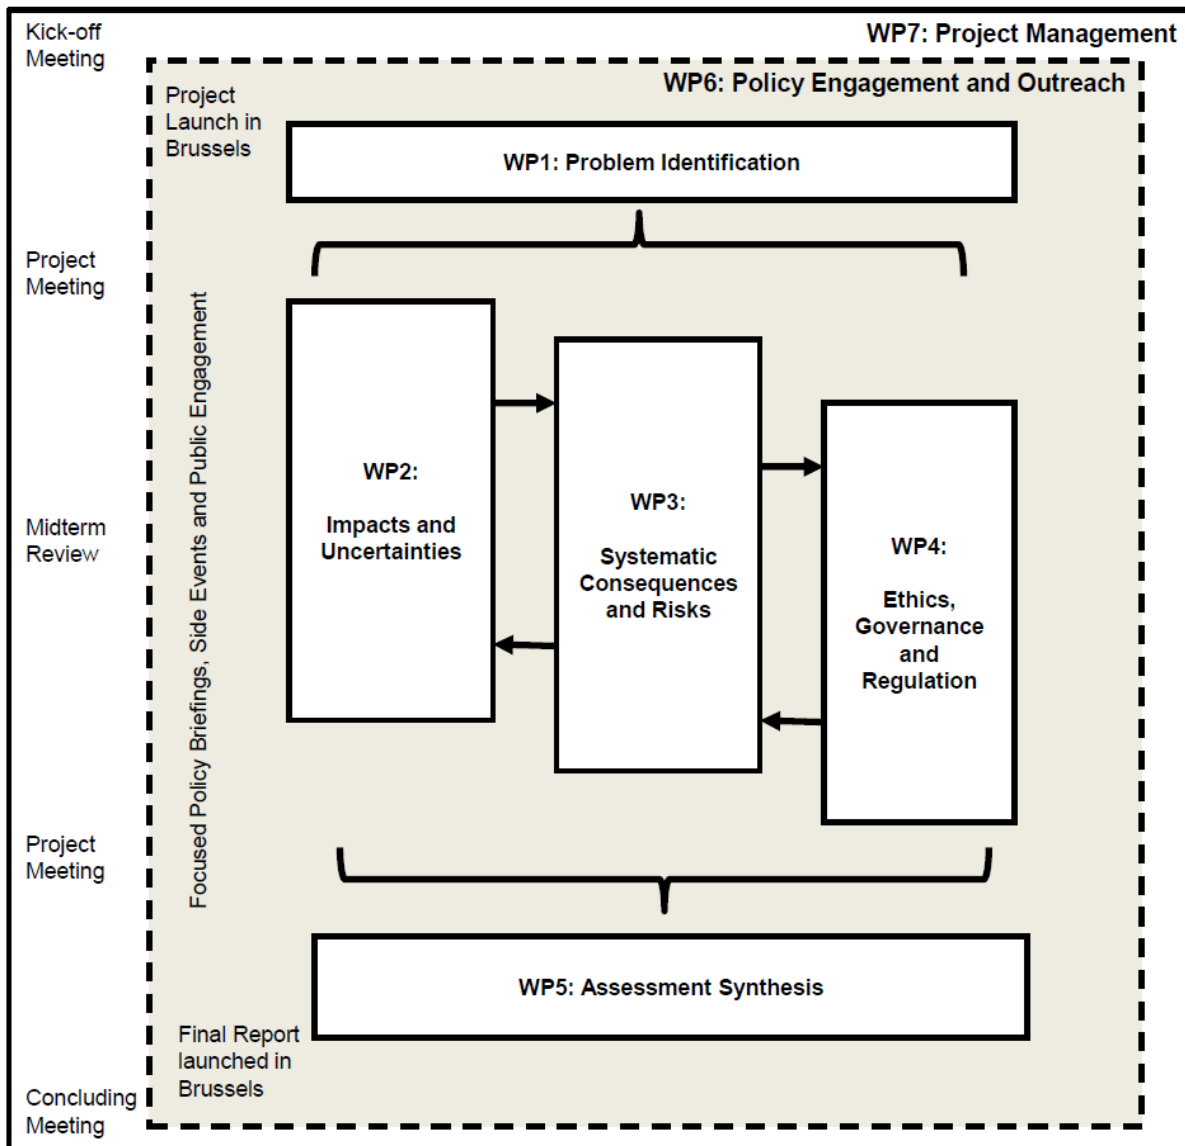 Kick-off
Meeting
WP7: Project Management
WP6: Policy Engagement and Outreach
Project
Launch in
Brussels
WP1: Problem Identification
Project
Meeting
Focused Policy Briefings, Side Events and Public Engagement
WP2:
Impacts and
Uncertainties
WP3:
Systematic
Consequences
and Risks
WP4:
Ethics,
Governance
and
Regulation
Midterm
Review
Project
Meeting
WP5: Assessment Synthesis
Final Report
launched in
Brussels
Concluding
Meeting